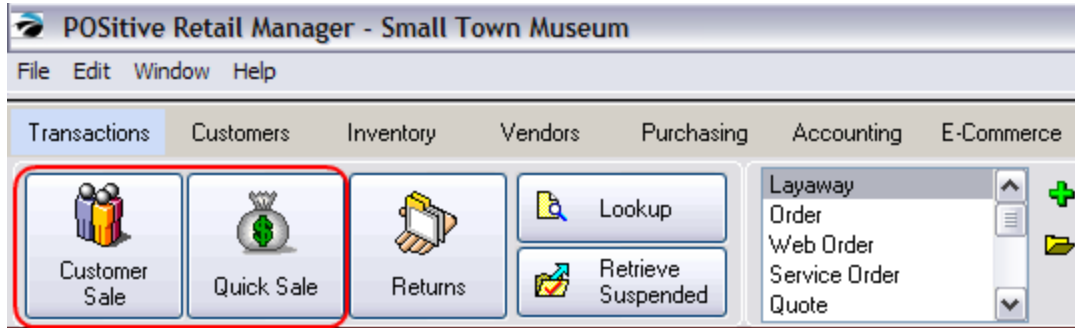 POSitive Retail Manager - Small Town Museum
File Edit Window Help
Transactions Customers Inventory Vendors Purchasing Accounting E-Commerce
Customer
Sale
Quick Sale
Returns
Lookup
Retrieve
Suspended
Layaway
Order
Web Order
Service Order
Quote